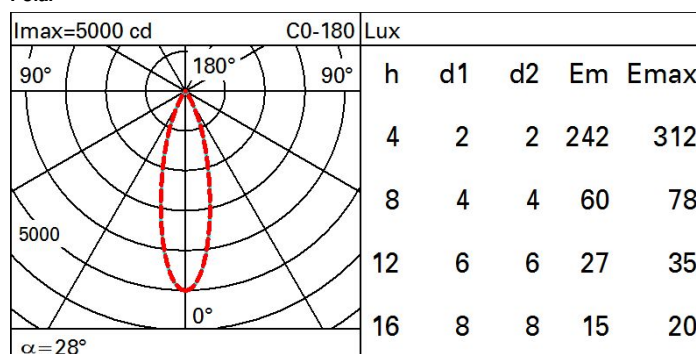 Imax=5000 cd C0-180 Lux
90° 180° 90°
h d1 d2 Em Emax
4 2 2 242 312
8 4 4 60 78
5000
12 6 6 27 35
0°
16 8 8 15 20
α=28°